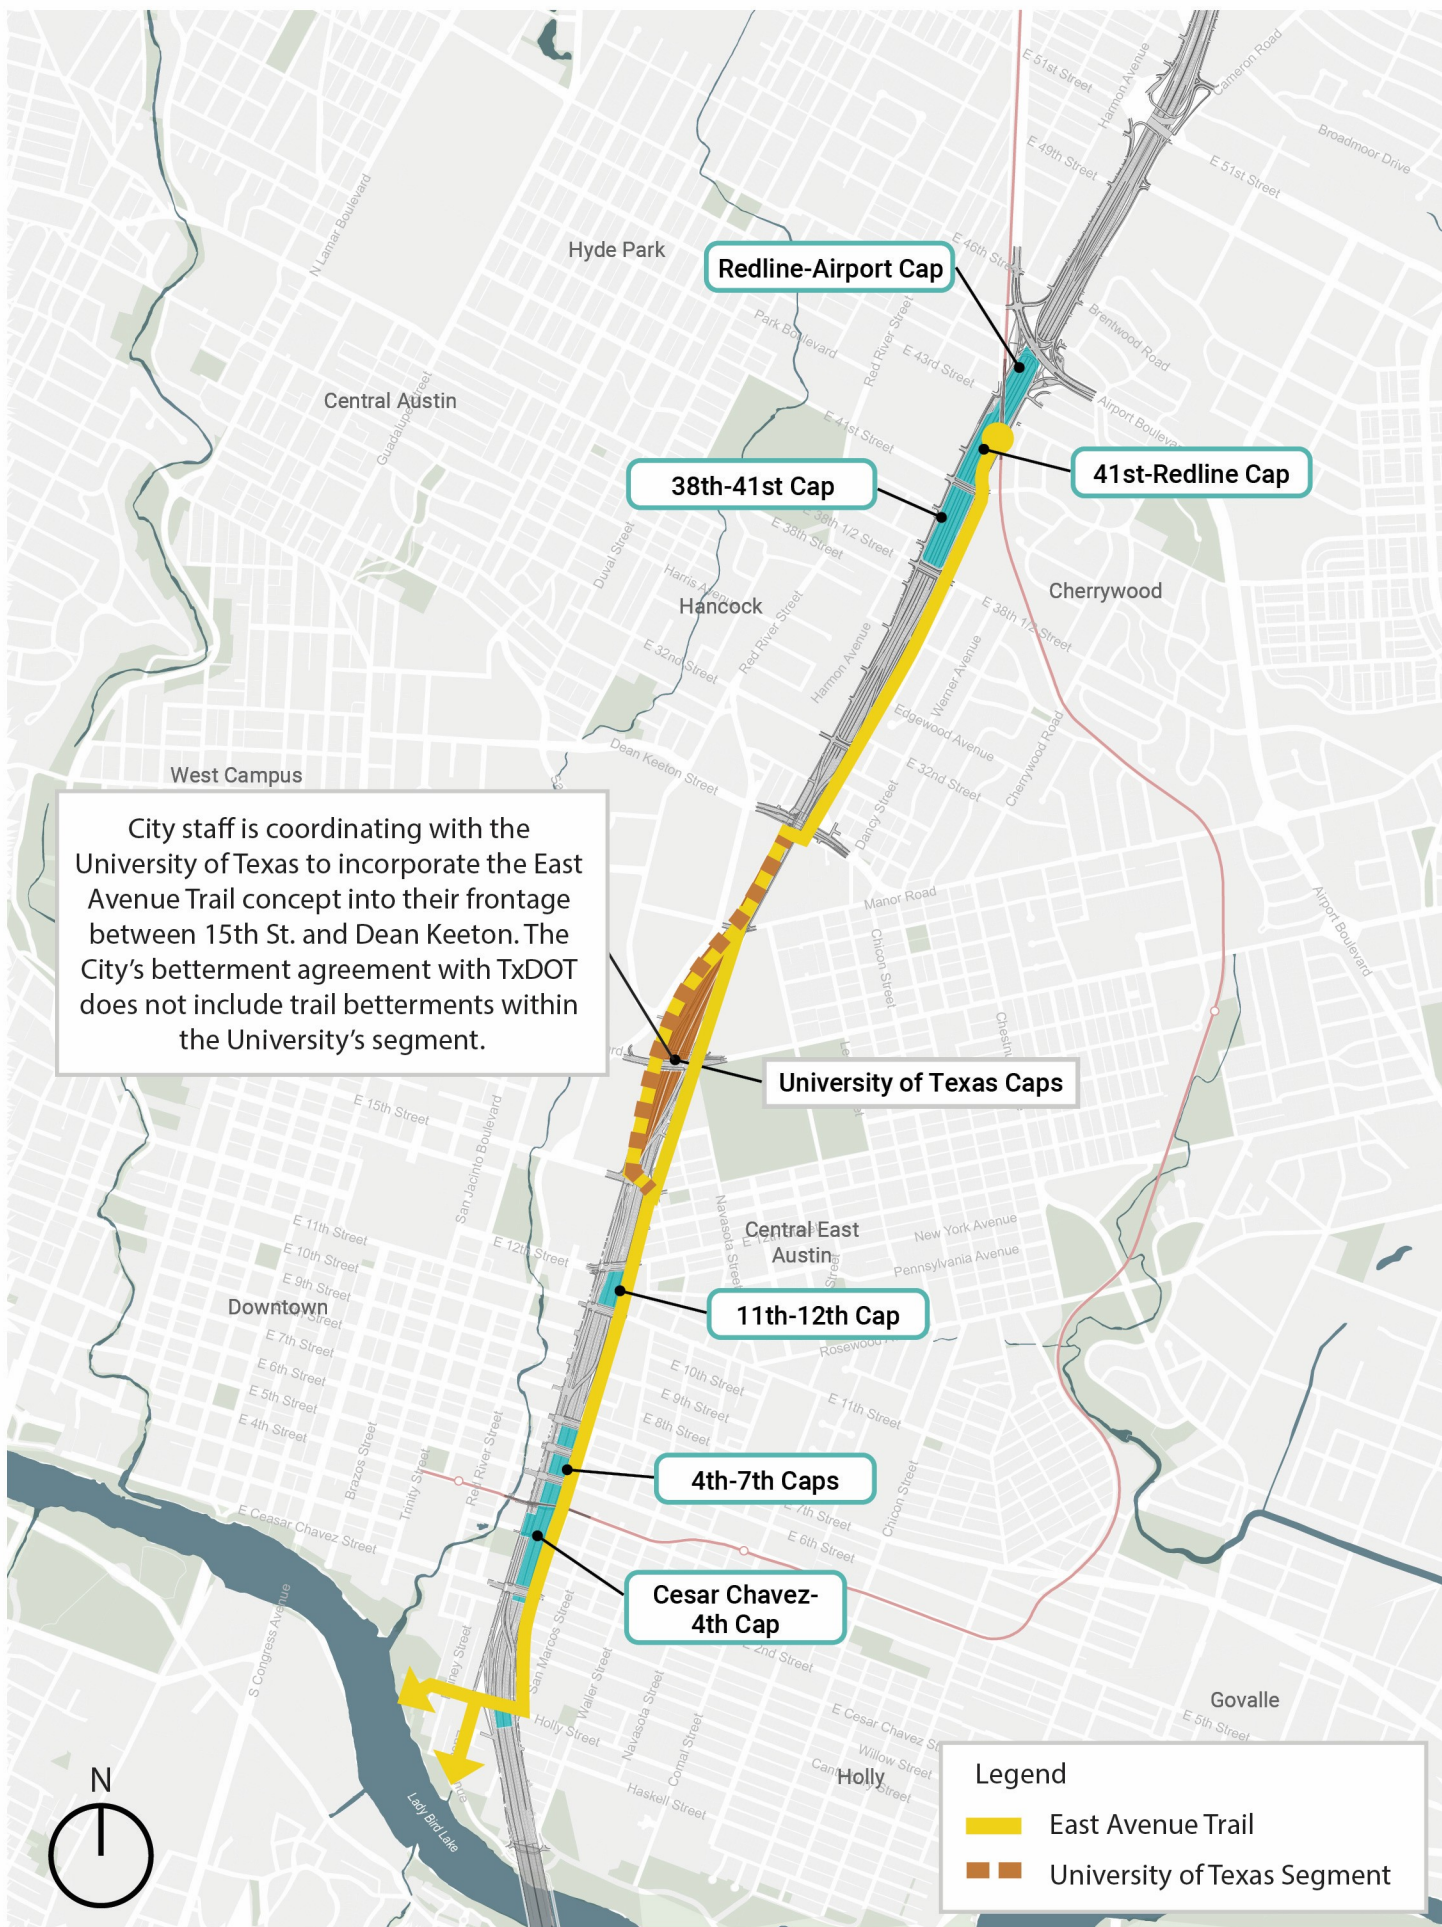 E 51st Street
Harmon Avenue
Cameron Road
Broadmoor Drive
E 49th Street
E 51st Street
N Lamar Boulevard
Hyde Park
E 46th
Redline-Airport Cap
Park Boulevard
Red River Street
E 43rd Street
Brentwood Road
Central Austin
Guadalupe Street
E 41st Street
Airport Boulevard
41st-Redline Cap
38th-41st Cap
E 38th 1/2 Street
E 38th Street
Duval Street
Harris Avenue
Hancock
Cherrywood
E 38th 1/2 Street
Red River Street
E 32nd Street
Harmon Avenue
Werner Avenue
Edgewood Avenue
Dean Keeton Street
E 32nd Street
Cherrywood Road
West Campus
Dancy Street
City staff is coordinating with the
University of Texas to incorporate the East
Avenue Trail concept into their frontage
between 15th St. and Dean Keeton. The
City's betterment agreement with TxDOT
does not include trail betterments within
the University's segment.
Manor Road
Chicon Street
Airport Boulevard
University of Texas Caps
E 15th Street
San Jacinto Boulevard
Navasota Street
Central East
Austin
E 12th Street
New York Avenue
Pennsylvania Avenue
E 11th Street
E 10th Street
E 9th Street
E 12th Street
Downtown
11th-12th Cap
E 7th Street
E 6th Street
E 5th Street
E 4th Street
E 10th Street
E 9th Street
E 8th Street
E 11th Street
Brazos Street
Trinity Street
Red River Street
4th-7th Caps
Chicon Street
E 7th Street
E 6th Street
E Ceasar Chavez Street
Cesar Chavez-
4th Cap
S Congress Avenue
San Marcos Street
Waller Street
E 2nd Street
Navasota Street
Comal Street
Holly Street
Govalle
E 5th Street
E Cesar Chavez St
Willow Street
Holly
Haskell Street
Lady Bird Lake
N
Legend
East Avenue Trail
University of Texas Segment